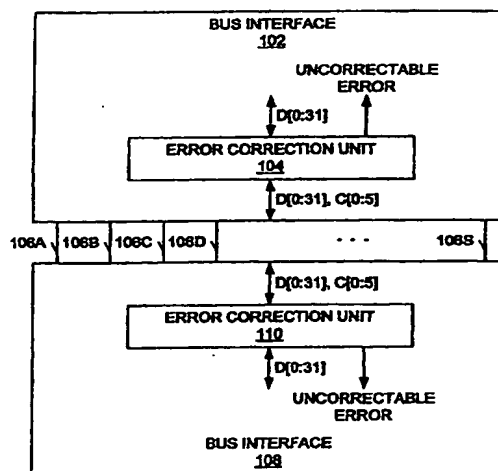 BUS INTERFACE
102
UNCORRECTABLE
ERROR
D[0:31]
ERROR CORRECTION UNIT
104
D[0:31], C[0:5]
106A 106B 106C 106D . . . 106S
D[0:31], C[0:5]
ERROR CORRECTION UNIT
110
D[0:31]
UNCORRECTABLE
ERROR
BUS INTERFACE
108